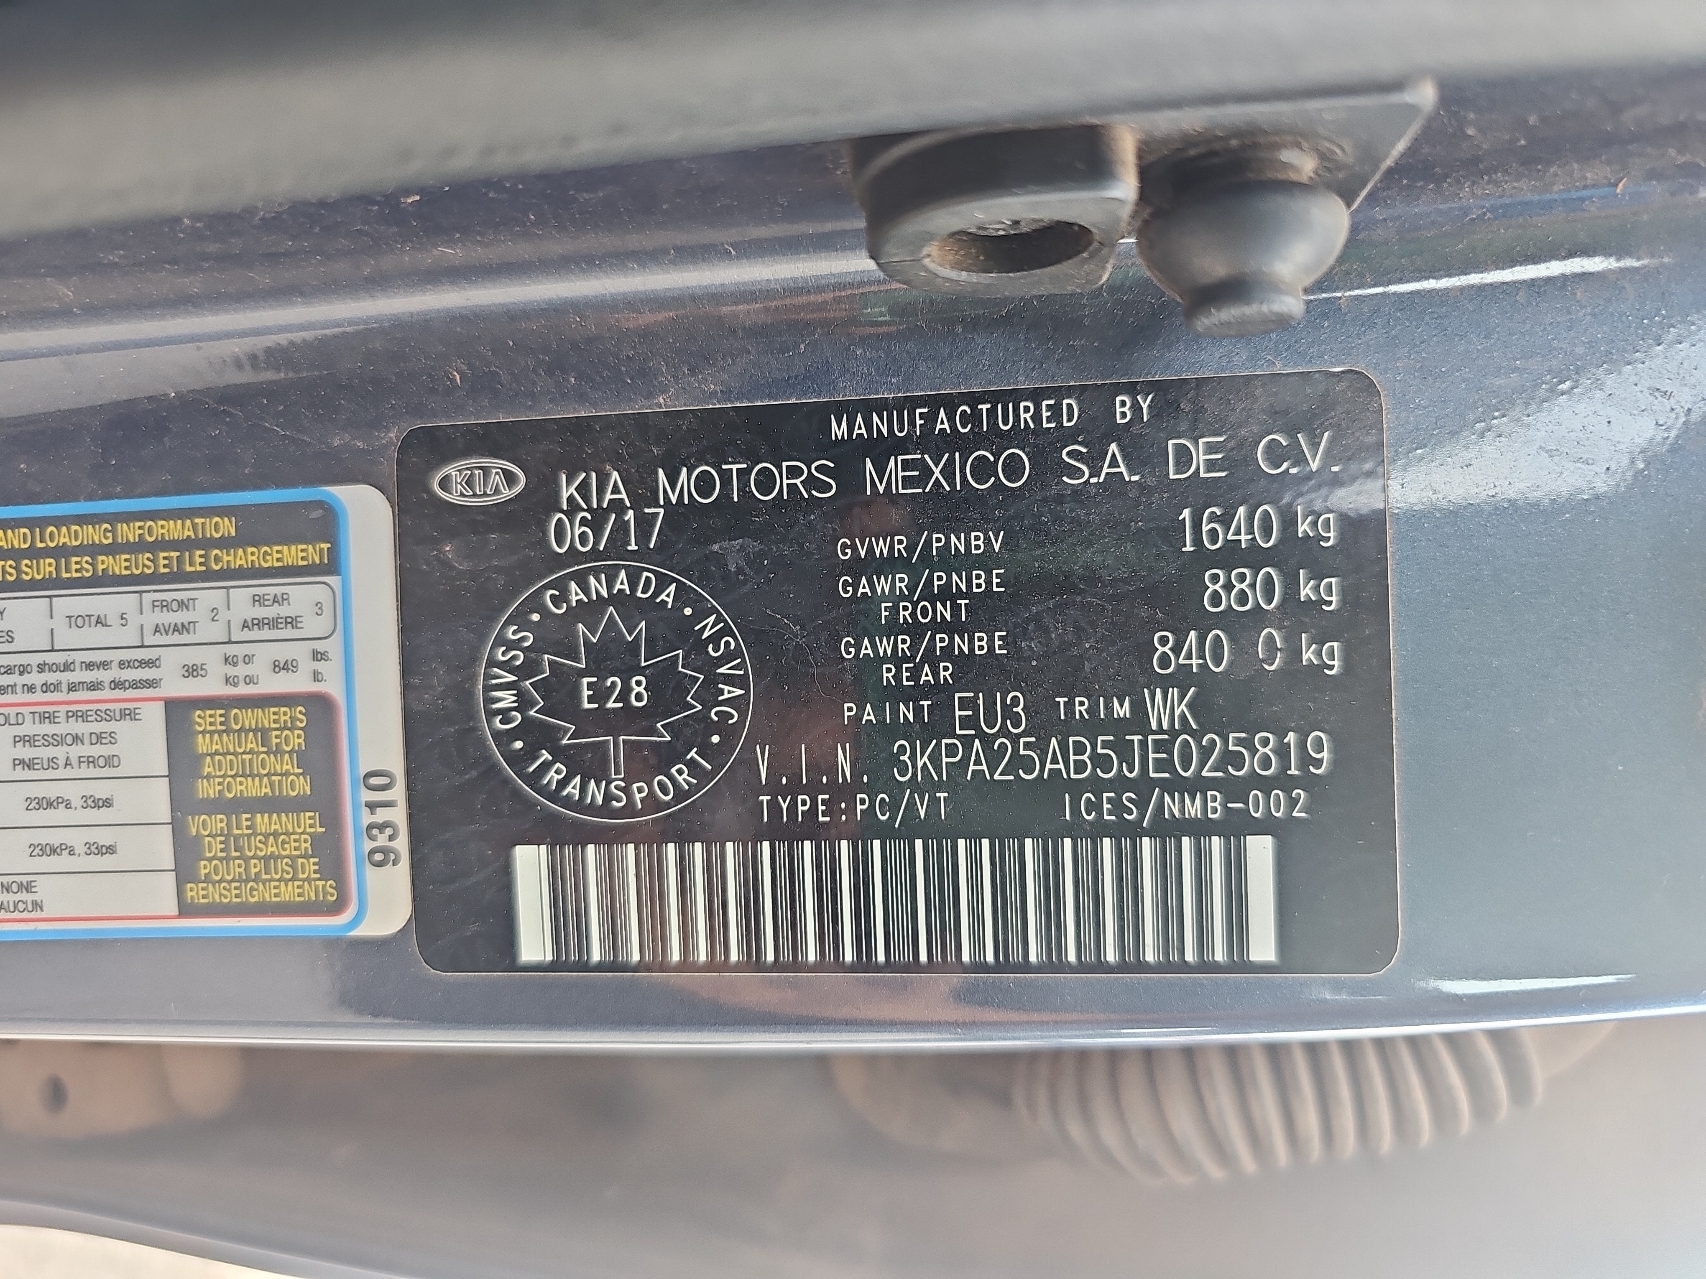 AND LOADING INFORMATION
TS SUR LES PNEUS ET LE CHARGEMENT
TOTAL 5
FRONT
AVANT 2
REAR
ARRIÈRE 3
cargo should never exceed
ent ne doit jamais dépasser
385
kg or
kg ou
849
lbs.
lb.
OLD TIRE PRESSURE
PRESSION DES
PNEUS À FROID
230kPa, 33psi
230kPa, 33psi
NONE
AUCUN
SEE OWNER'S
MANUAL FOR
ADDITIONAL
INFORMATION
VOIR LE MANUEL
DE L'USAGER
POUR PLUS DE
RENSEIGNEMENTS
9310
MANUFACTURED BY
KIA KIA MOTORS MEXICO S.A. DE C.V.
06/17
GVWR/PNBV 1640 kg
GAWR/PNBE
FRONT 880 kg
GAWR/PNBE
REAR 840 0 kg
PAINT EU3 TRIM WK
V.I.N. 3KPA25AB5JE025819
TYPE:PC/VT ICES/NMB-002
CANADA • NSVAC • TRANSPORT • CMVSS •
E28